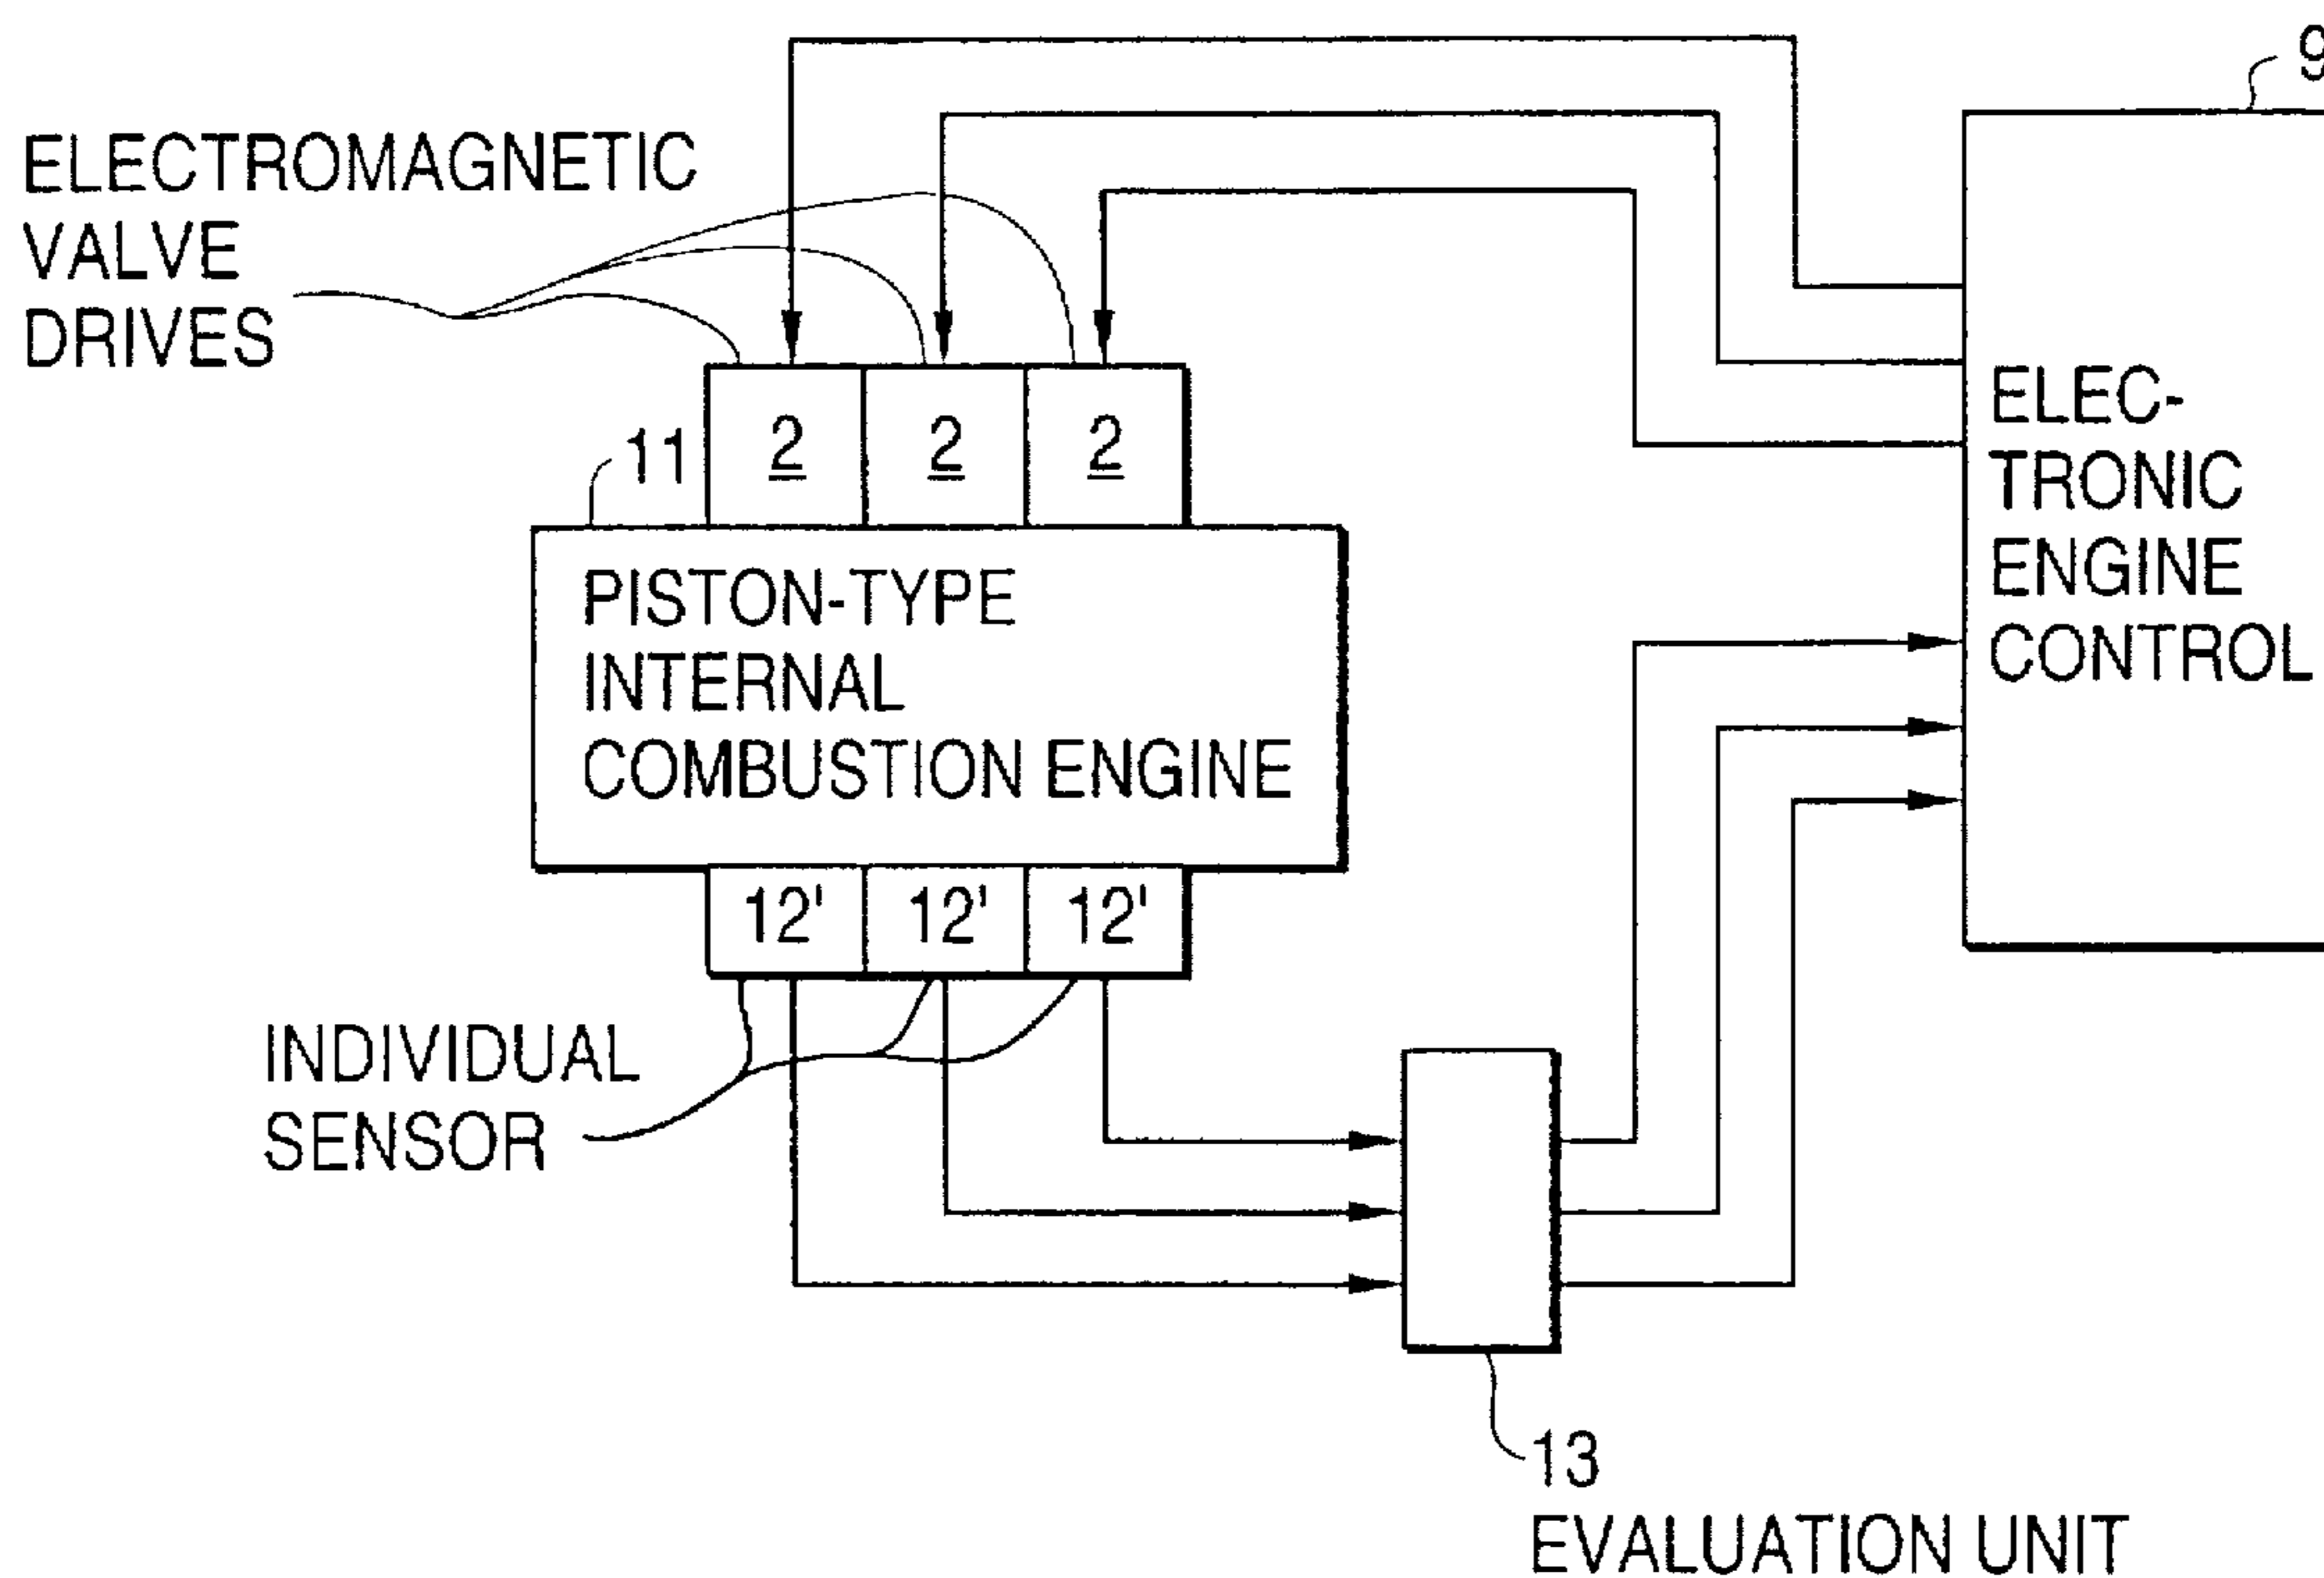 9
ELECTROMAGNETIC
VALVE
DRIVES
11
2 2 2
ELEC-
TRONIC
ENGINE
CONTROL
PISTON-TYPE
INTERNAL
COMBUSTION ENGINE
12' 12' 12'
INDIVIDUAL
SENSOR
13
EVALUATION UNIT